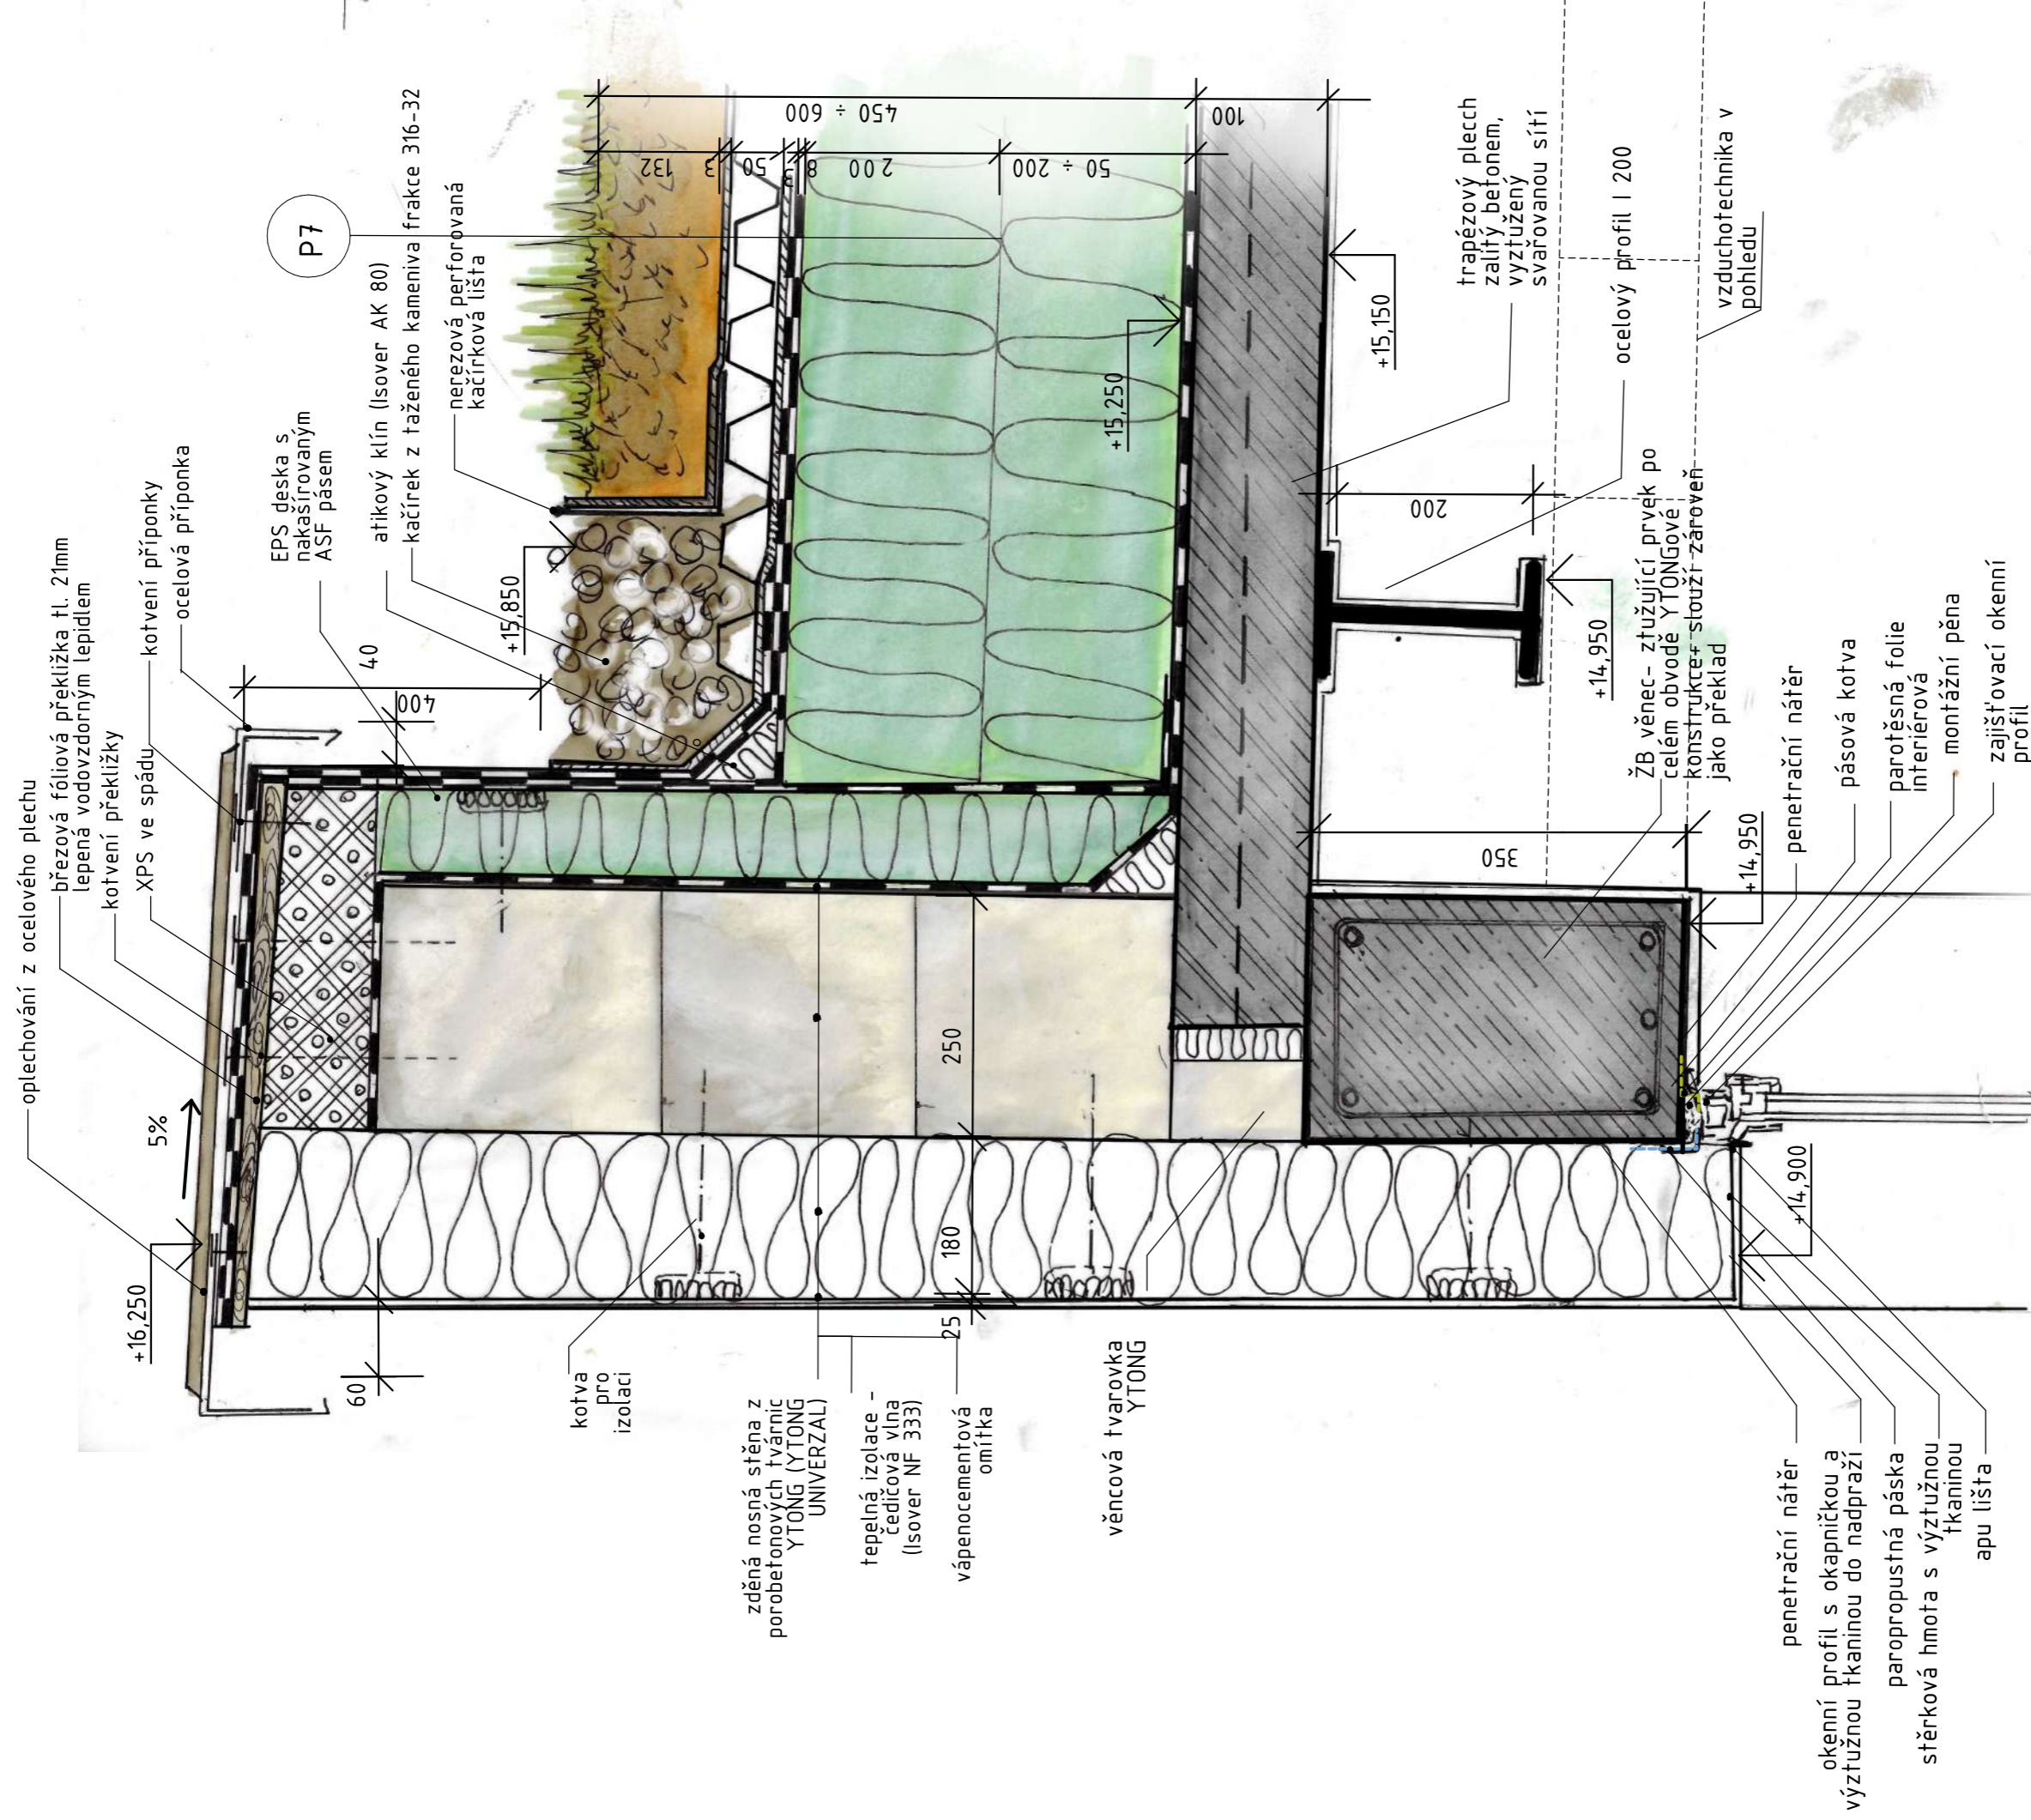 oplechování z ocelového plechu
březová fóliová překližka tl. 21mm
lepená vodovzdorným lepidlem
kotvení překližky
XPS ve spádu
kotvení příponky
ocelová příponka
EPS deska s
nakašírovaným
ASF pásem
atikový klín (Isover AK 80)
kačírek z taženého kameniva frakce 316-32
nerezová perforovaná
kačírková lišta
P7
5%
+16,250
60
40
400
+15,850
132
3
50
3
8
200
50 ÷ 200
450 ÷ 600
100
+15,250
+15,150
trapézový plecch
zalitý betonem,
vyztužený
svařovanou sítí
ocelový profil I 200
200
+14,950
vzduchotechnika v
pohledu
ŽB věnec- ztužující prvek po
celém obvodě YTONGové
konstrukce+ slouží zároveň
jako překlad
350
+14,950
penetrační nátěr
pásová kotva
parotěsná folie
interiérová
montážní pěna
zajišťovací okenní
profil
250
180
25
+14,900
kotva
pro
izolaci
zděná nosná stěna z
porobetonových tvárnic
YTONG (YTONG
UNIVERZAL)
tepelná izolace -
čedičová vlna
(Isover NF 333)
vápenocementová
omítka
věncová tvarovka
YTONG
penetrační nátěr
okenní profil s okapničkou a
výztužnou tkaninou do nadpraží
paropropustná páska
stěrková hmota s výztužnou
tkaninou
apu lišta